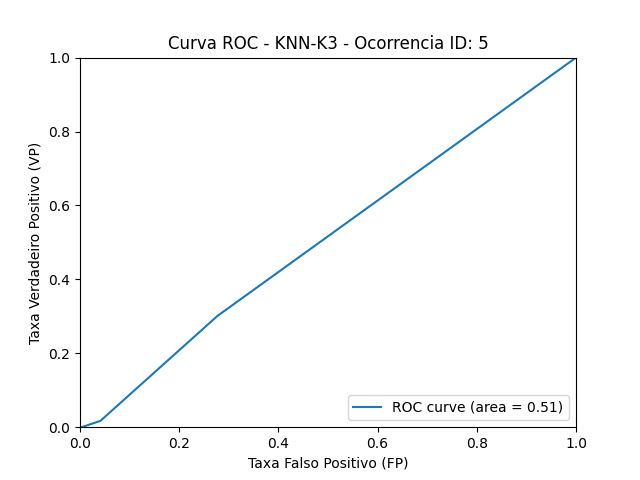 Curva ROC - KNN-K3 - Ocorrencia ID: 5
1.0
0.8
0.6
0.4
0.2
0.0
Taxa Verdadeiro Positivo (VP)
ROC curve (area = 0.51)
0.0 0.2 0.4 0.6 0.8 1.0
Taxa Falso Positivo (FP)